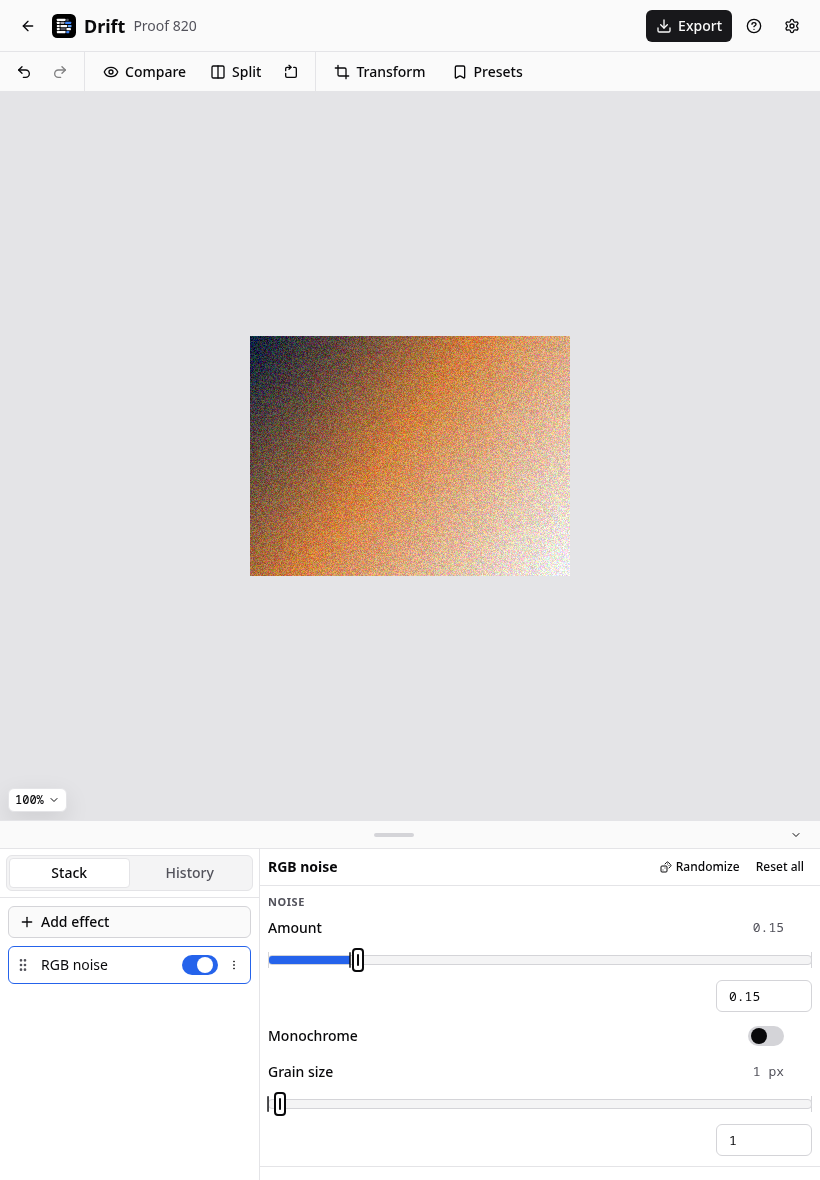 Drift Proof 820 Export
Compare Split Transform Presets
100%
Stack History
Add effect
RGB noise
RGB noise Randomize Reset all
NOISE
Amount 0.15
0.15
Monochrome
Grain size 1 px
1